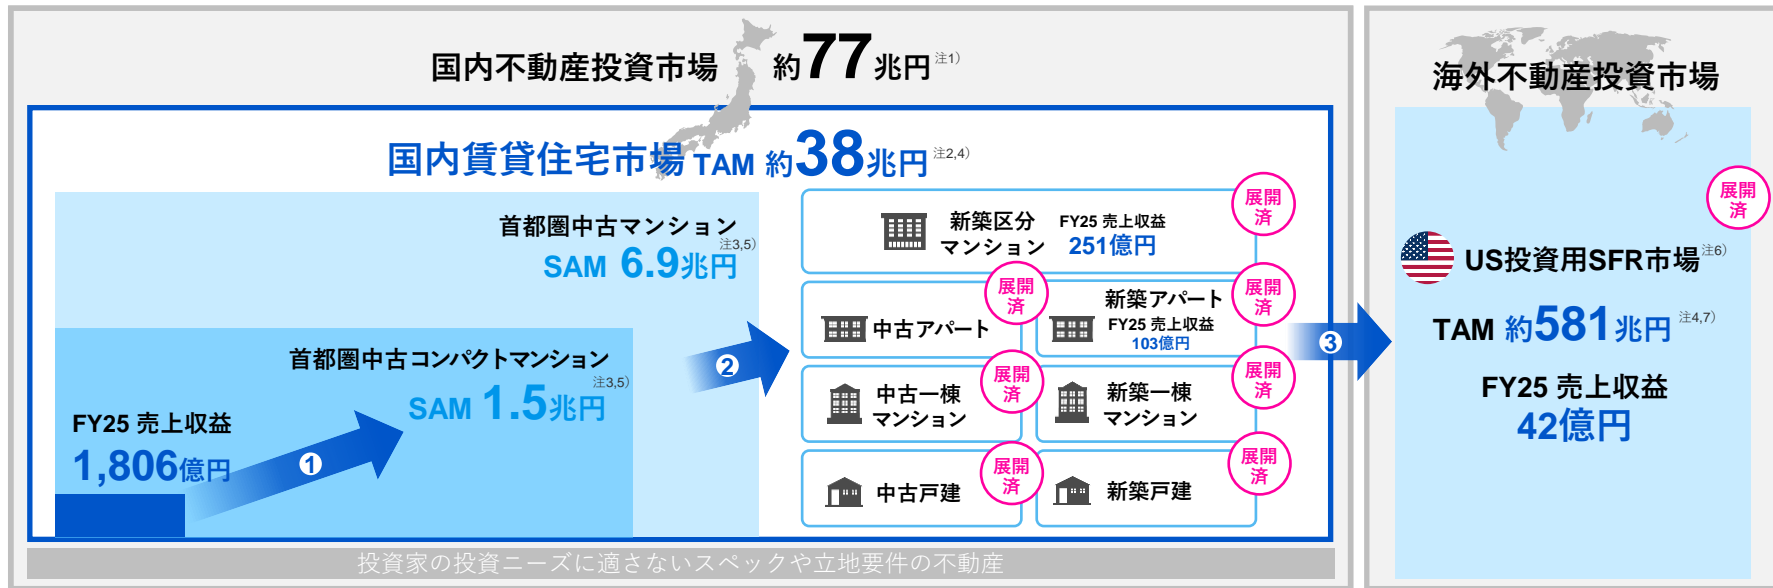 国内不動産投資市場 約77兆円 注1)
国内賃貸住宅市場 TAM 約38兆円 注2,4)
首都圏中古マンション
SAM 6.9兆円 注3,5)
首都圏中古コンパクトマンション
SAM 1.5兆円 注3,5)
FY25 売上収益
1,806億円
1
2
新築区分
マンション
FY25 売上収益
251億円
展開
済
中古アパート
展開
済
新築アパート
FY25 売上収益
103億円
展開
済
中古一棟
マンション
展開
済
新築一棟
マンション
展開
済
中古戸建
展開
済
新築戸建
展開
済
投資家の投資ニーズに適さないスペックや立地要件の不動産
3
海外不動産投資市場
展開
済
US投資用SFR市場 注6)
TAM 約581兆円 注4,7)
FY25 売上収益
42億円